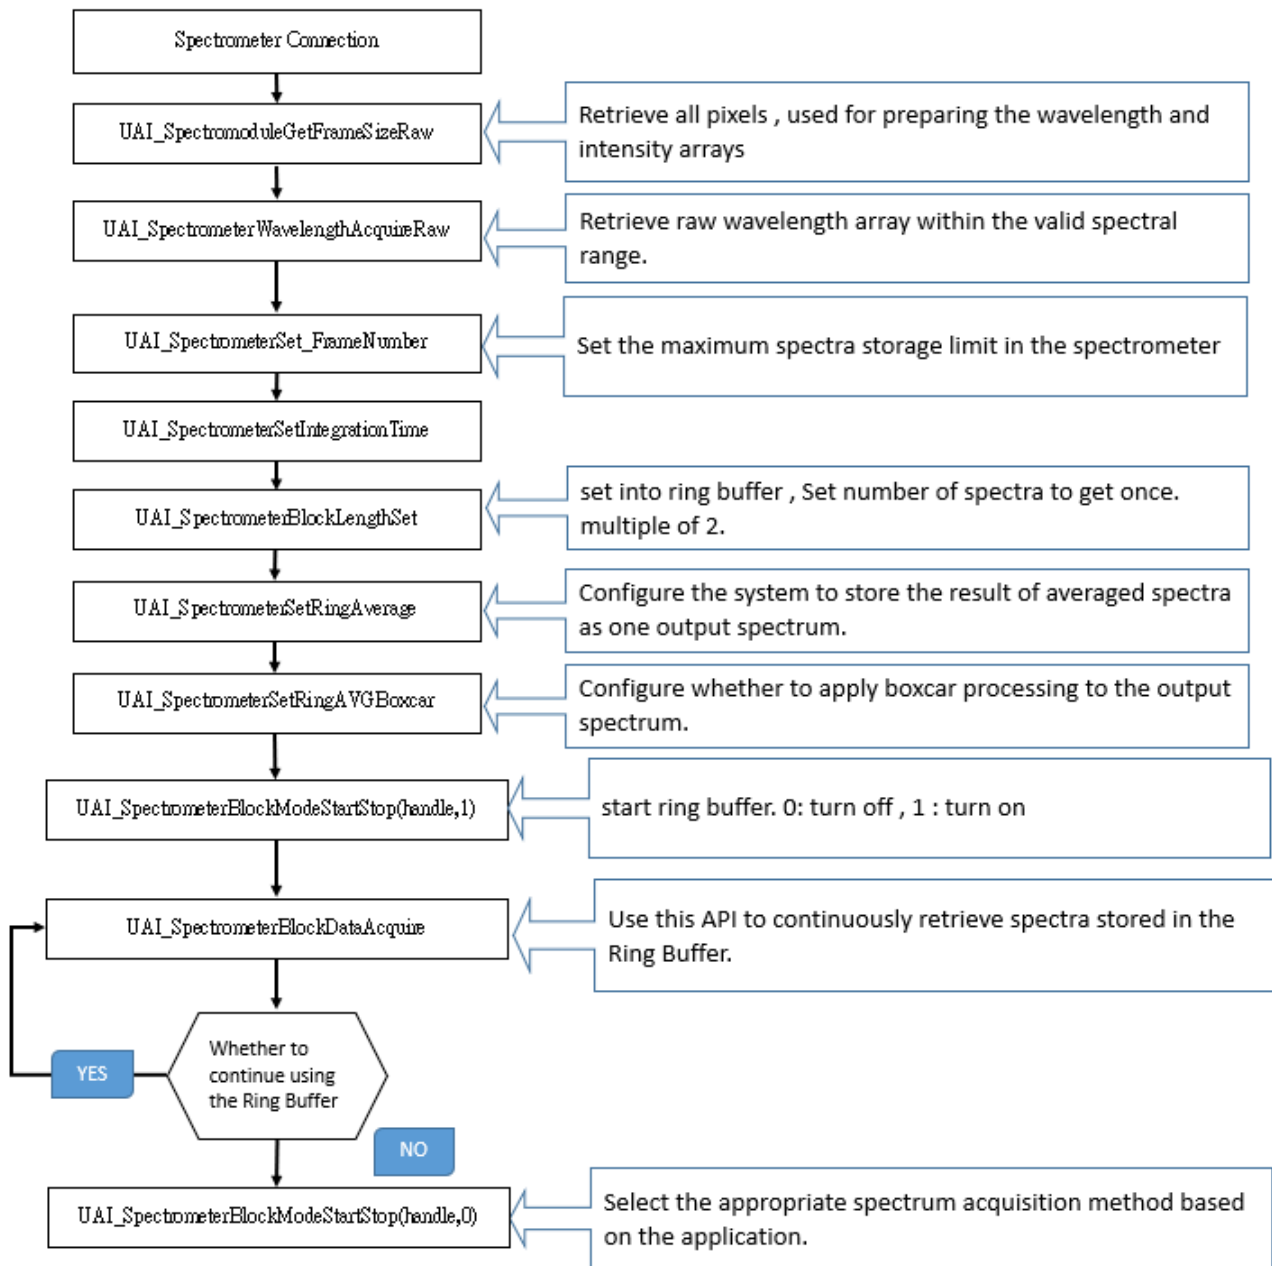 Spectrometer Connection
UAI_SpectromoduleGetFrameSizeRaw
Retrieve all pixels , used for preparing the wavelength and
intensity arrays
UAI_SpectrometerWavelengthAcquireRaw
Retrieve raw wavelength array within the valid spectral
range.
UAI_SpectrometerSet_FrameNumber
Set the maximum spectra storage limit in the spectrometer
UAI_SpectrometerSetIntegrationTime
UAI_SpectrometerBlockLengthSet
set into ring buffer , Set number of spectra to get once.
multiple of 2.
UAI_SpectrometerSetRingAverage
Configure the system to store the result of averaged spectra
as one output spectrum.
UAI_SpectrometerSetRingAVGBoxcar
Configure whether to apply boxcar processing to the output
spectrum.
UAI_SpectrometerBlockModeStartStop(handle,1)
start ring buffer. 0: turn off , 1 : turn on
UAI_SpectrometerBlockDataAcquire
Use this API to continuously retrieve spectra stored in the
Ring Buffer.
Whether to
continue using
the Ring Buffer
YES
NO
UAI_SpectrometerBlockModeStartStop(handle,0)
Select the appropriate spectrum acquisition method based
on the application.